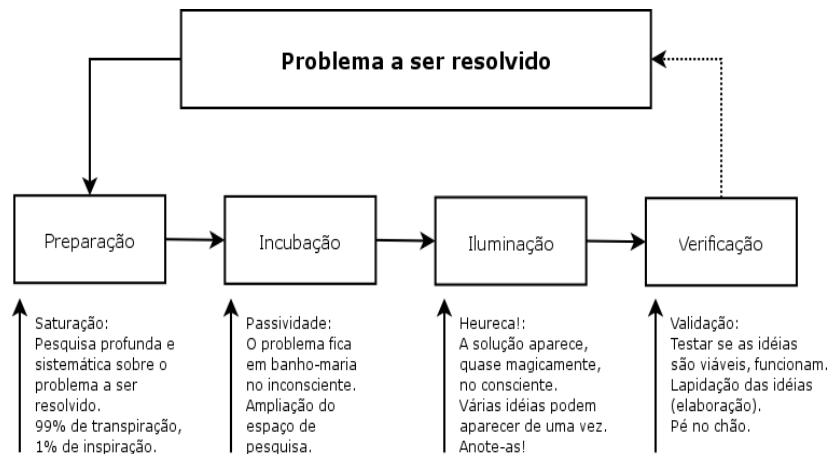 Problema a ser resolvido
Preparação
Incubação
Iluminação
Verificação
Saturação:
Pesquisa profunda e
sistemática sobre o
problema a ser
resolvido.
99% de transpiração,
1% de inspiração.
Passividade:
O problema fica
em banho-maria
no inconsciente.
Ampliação do
espaço de
pesquisa.
Heureca!:
A solução aparece,
quase magicamente,
no consciente.
Várias idéias podem
aparecer de uma vez.
Anote-as!
Validação:
Testar se as idéias
são viáveis, funcionam.
Lapidação das idéias
(elaboração).
Pé no chão.